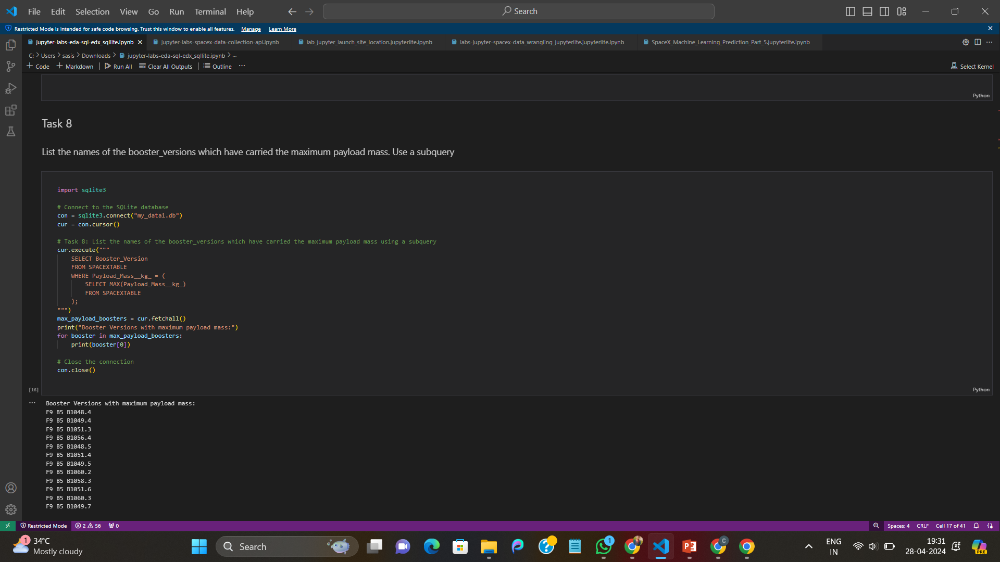 File Edit Selection View Go Run Terminal Help Search
Restricted Mode is intended for safe code browsing. Trust this window to enable all features. Manage Learn More
jupyter-labs-eda-sql-edx_sqllite.ipynb jupyter-labs-spacex-data-collection-api.ipynb lab_jupyter_launch_site_location.jupyterlite.ipynb labs-jupyter-spacex-data_wrangling_jupyterlite.jupyterlite.ipynb SpaceX_Machine_Learning_Prediction_Part_5.jupyterlite.ipynb
C: > Users > sasis > Downloads > jupyter-labs-eda-sql-edx_sqllite.ipynb > ...
+ Code + Markdown Run All Clear All Outputs Outline ... Select Kernel
Python
Task 8
List the names of the booster_versions which have carried the maximum payload mass. Use a subquery
import sqlite3
# Connect to the SQLite database
con = sqlite3.connect("my_data1.db")
cur = con.cursor()
# Task 8: List the names of the booster_versions which have carried the maximum payload mass using a subquery
cur.execute("""
SELECT Booster_Version
FROM SPACEXTABLE
WHERE Payload_Mass__kg_ = (
SELECT MAX(Payload_Mass__kg_)
FROM SPACEXTABLE
);
""")
max_payload_boosters = cur.fetchall()
print("Booster Versions with maximum payload mass:")
for booster in max_payload_boosters:
print(booster[0])
# Close the connection
con.close()
[16] Python
... Booster Versions with maximum payload mass:
F9 B5 B1048.4
F9 B5 B1049.4
F9 B5 B1051.3
F9 B5 B1056.4
F9 B5 B1048.5
F9 B5 B1051.4
F9 B5 B1049.5
F9 B5 B1060.2
F9 B5 B1058.3
F9 B5 B1051.6
F9 B5 B1060.3
F9 B5 B1049.7
Restricted Mode 2 56 0 Spaces: 4 CRLF Cell 17 of 41
1 34°C
Mostly cloudy
Search
1
C
ENG
IN
19:31
28-04-2024
PRE